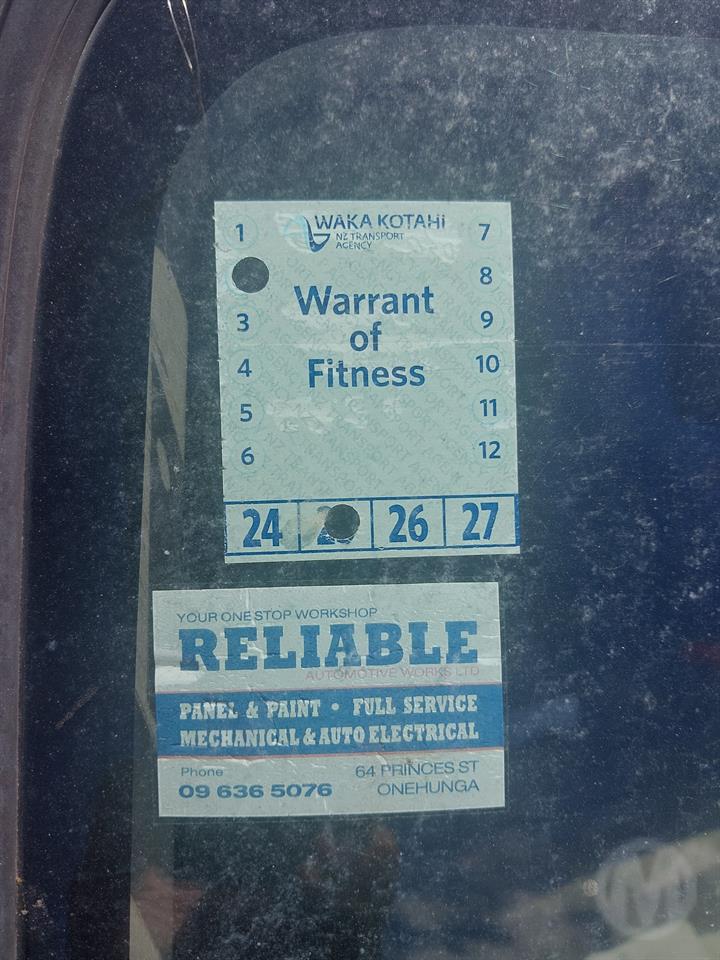 WAKA KOTAHI
NZ TRANSPORT
AGENCY
Warrant
of
Fitness
1
3
4
5
6
7
8
9
10
11
12
24 2 26 27
YOUR ONE STOP WORKSHOP
RELIABLE
AUTOMOTIVE WORKS LTD
PANEL & PAINT • FULL SERVICE
MECHANICAL & AUTO ELECTRICAL
Phone
09 636 5076
64 PRINCES ST
ONEHUNGA
M